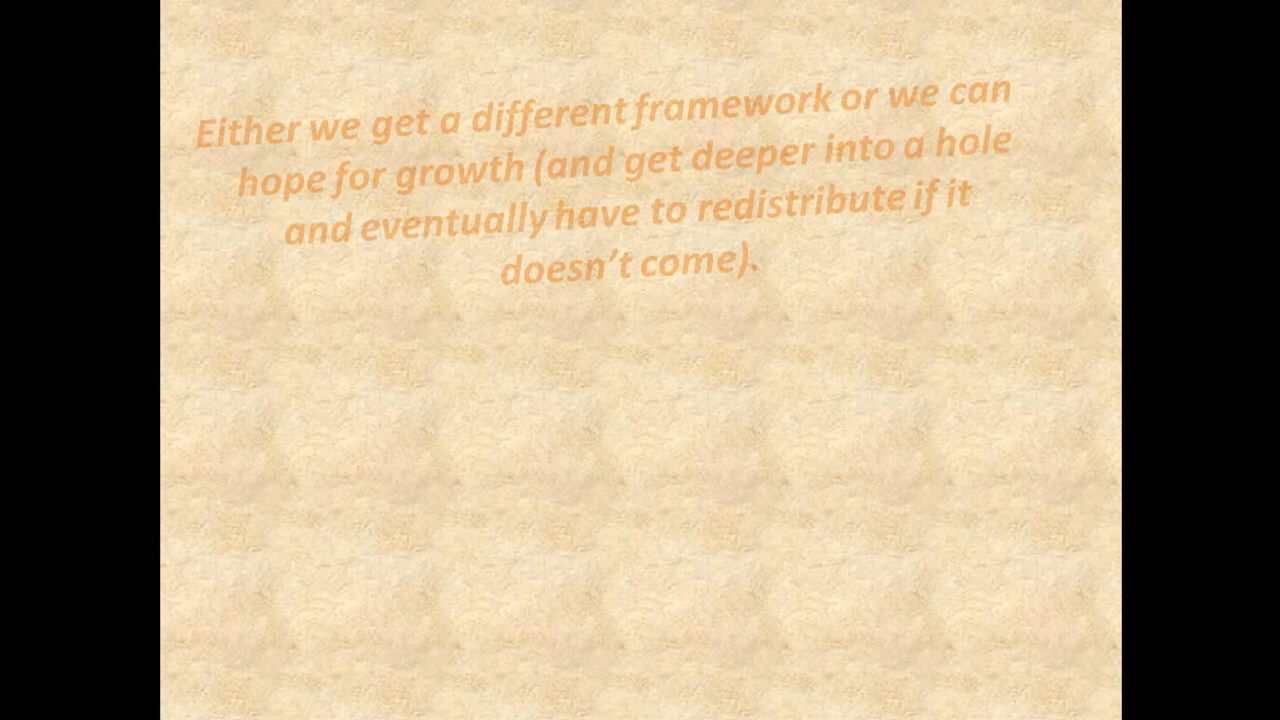 Either we get a different framework or we can
hope for growth (and get deeper into a hole
and eventually have to redistribute if it
doesn’t come).